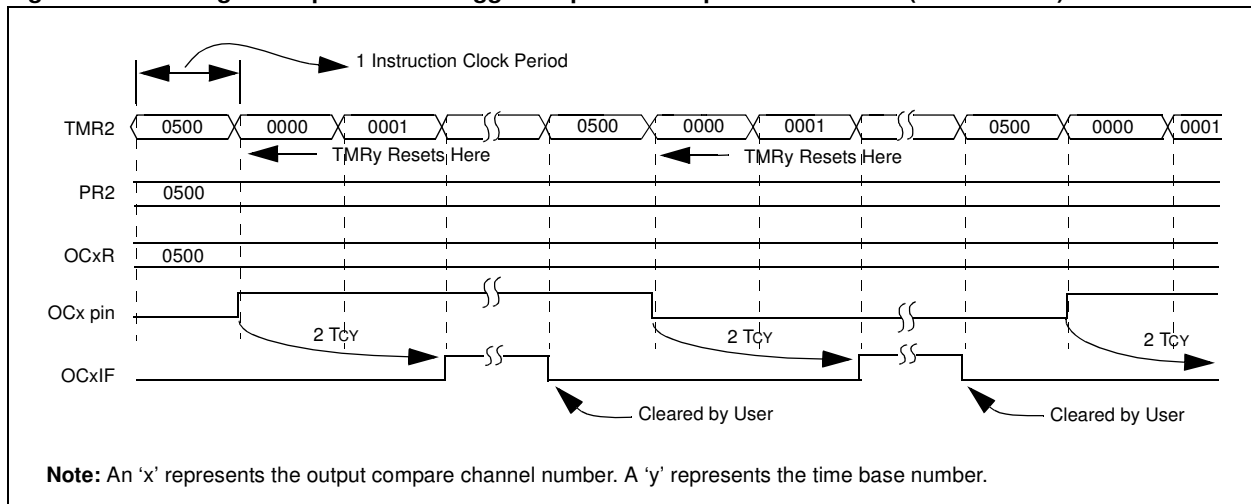 1 Instruction Clock Period
TMR2 0500 0000 0001 0500 0000 0001 0500 0000 0001
TMRy Resets Here TMRy Resets Here
PR2 0500
OCxR 0500
OCx pin
2 TCY 2 TCY 2 TCY
OCxIF
Cleared by User Cleared by User
Note: An ‘x’ represents the output compare channel number. A ‘y’ represents the time base number.